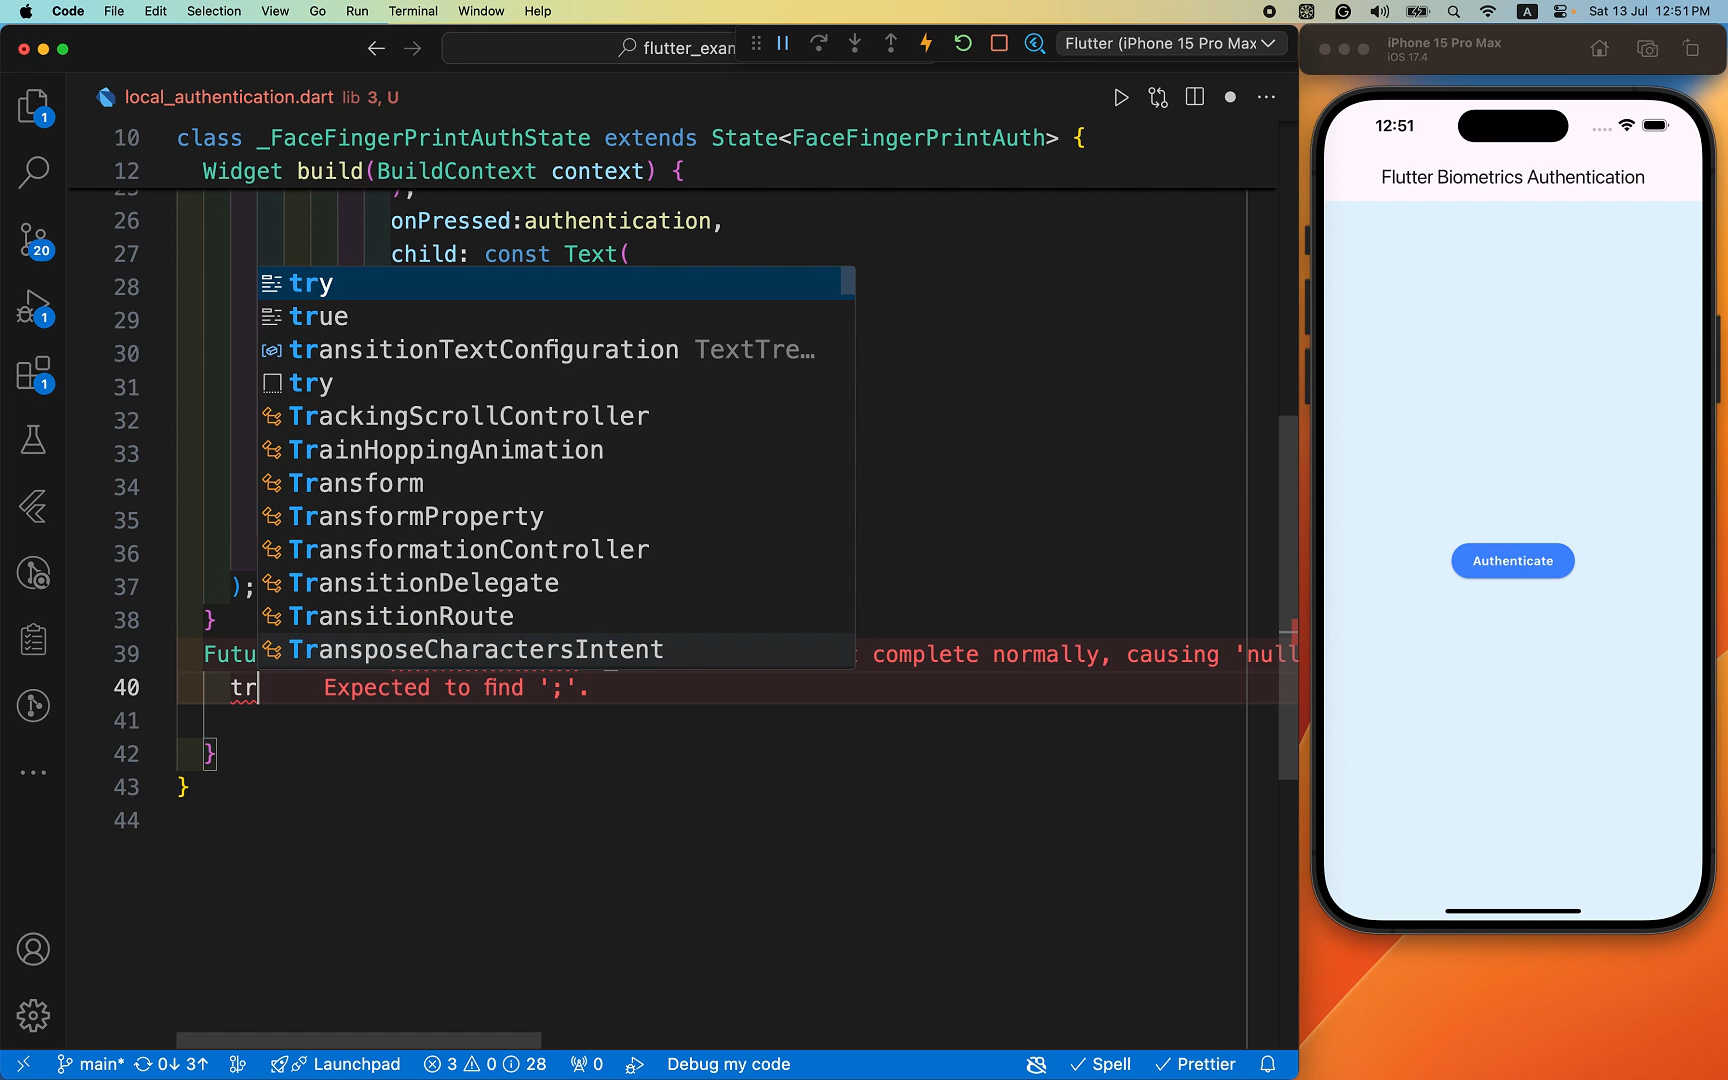 Code File Edit Selection View Go Run Terminal Window Help
A Sat 13 Jul 12:51 PM
flutter_exan
Flutter (iPhone 15 Pro Max
iPhone 15 Pro Max
iOS 17.4
local_authentication.dart lib 3, U
10 class _FaceFingerPrintAuthState extends State<FaceFingerPrintAuth> {
12 Widget build(BuildContext context) {
26 onPressed:authentication,
27 child: const Text(
28 try
29 true
30 transitionTextConfiguration TextTre…
31 try
32 TrackingScrollController
33 TrainHoppingAnimation
34 Transform
35 TransformProperty
36 TransformationController
37 ); TransitionDelegate
38 } TransitionRoute
39 Futu TransposeCharactersIntent complete normally, causing 'null
40 tr Expected to find ';'.
41
42 }
43 }
44
1
20
1
1
main* 0↓ 3↑ Launchpad 3 0 28 0 Debug my code Spell Prettier
12:51
Flutter Biometrics Authentication
Authenticate